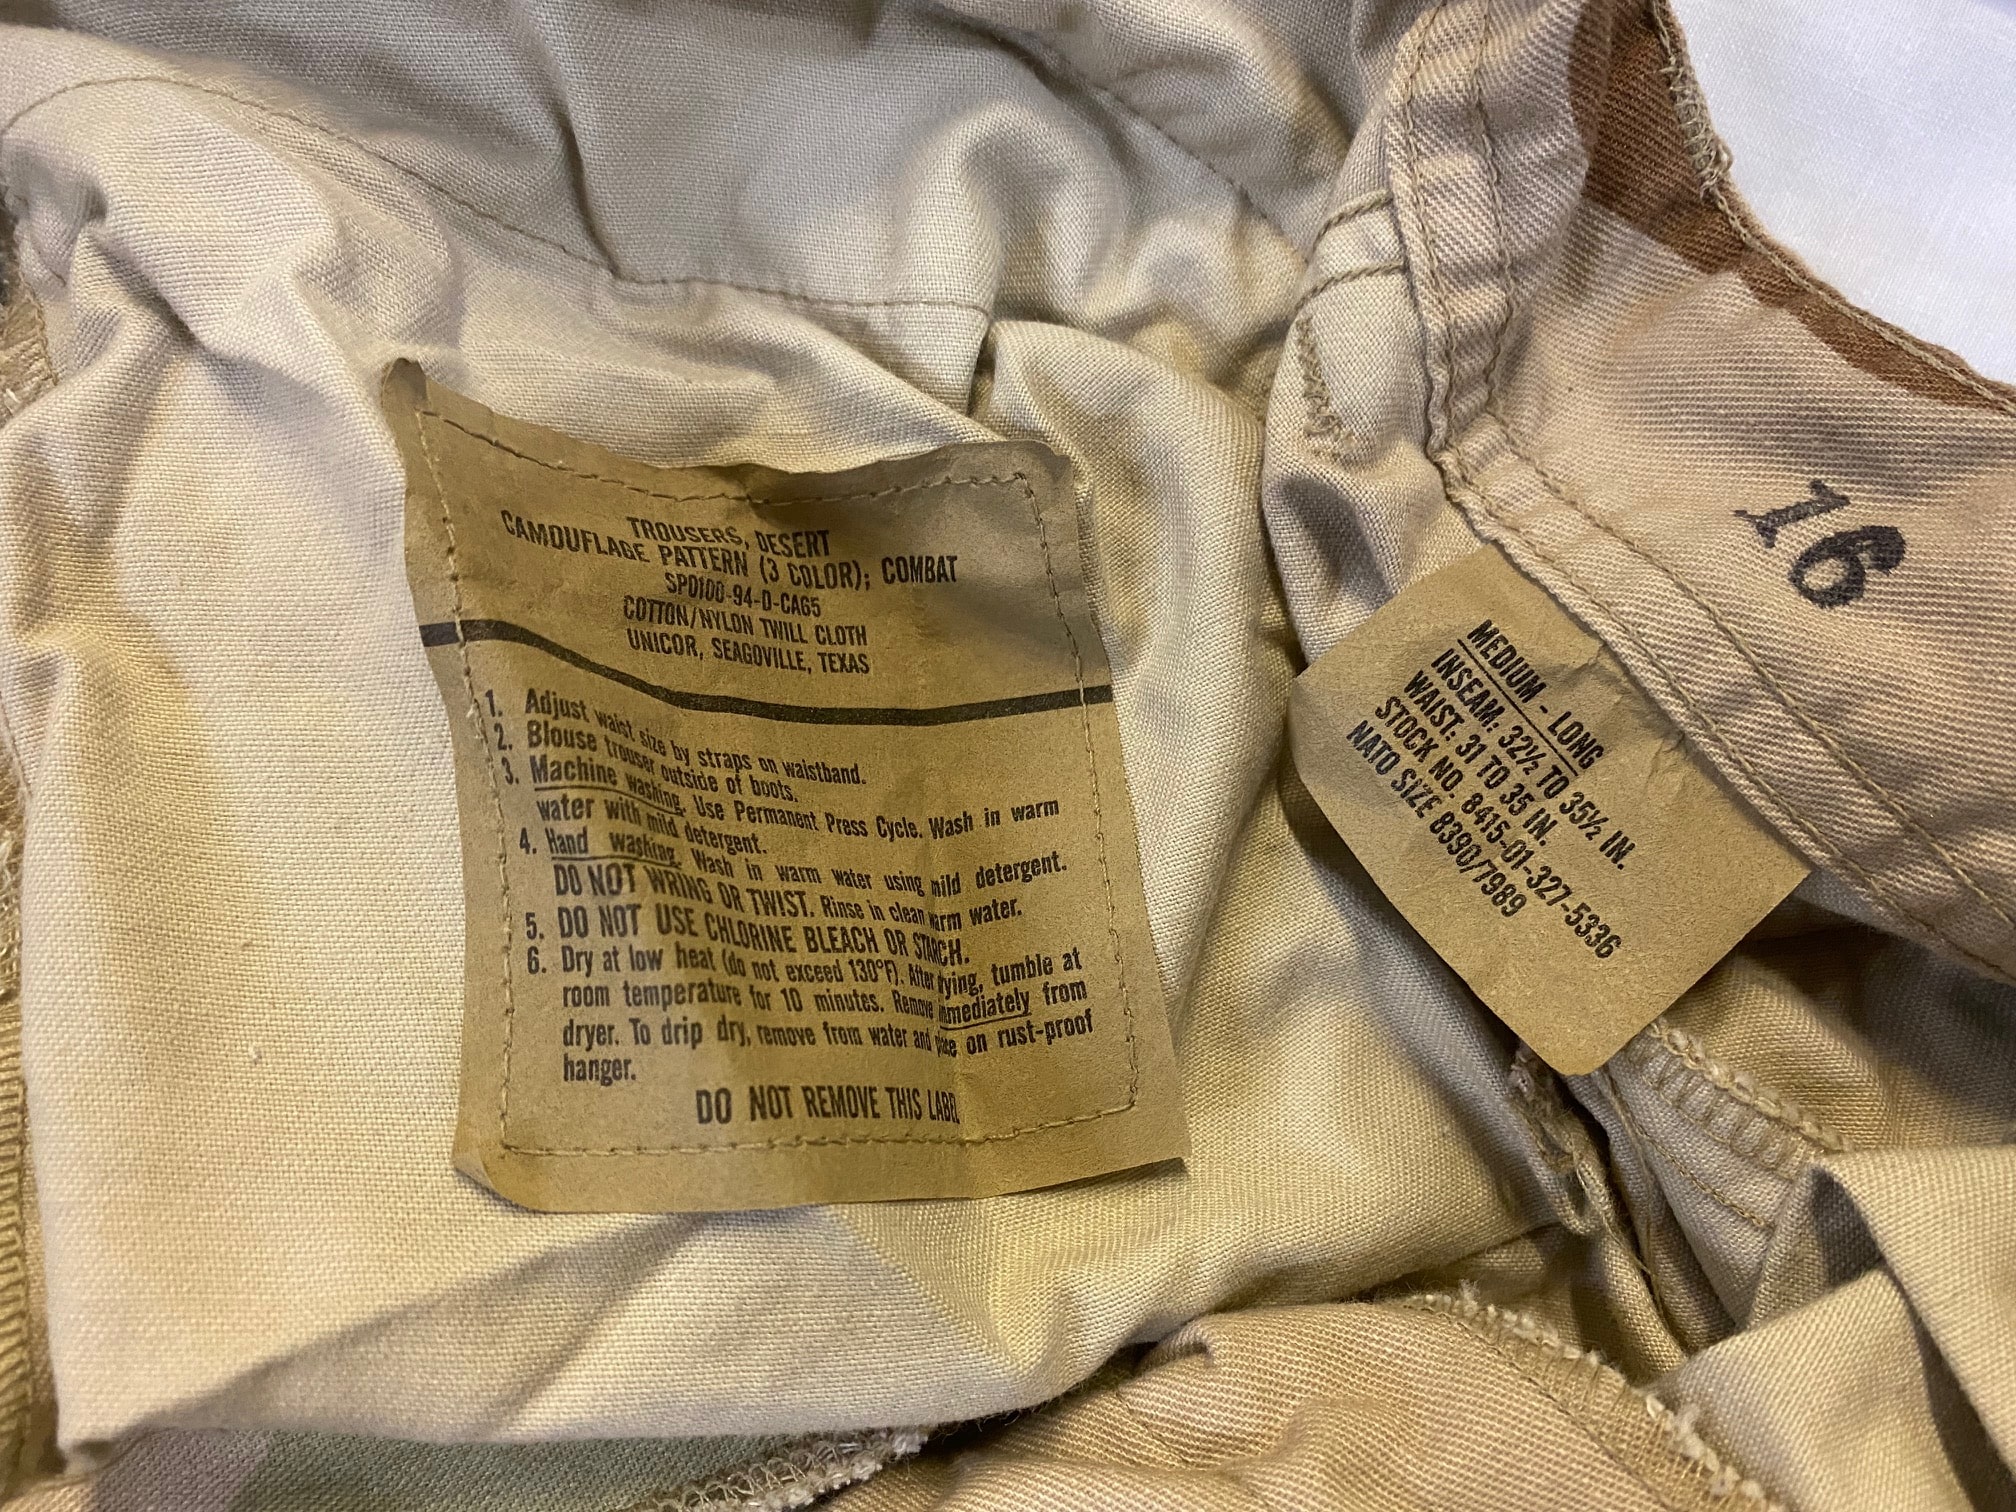 TROUSERS, DESERT
CAMOUFLAGE PATTERN (3 COLOR); COMBAT
SP0100-94-D-CA65
COTTON/NYLON TWILL CLOTH
UNICOR, SEAGOVILLE, TEXAS
1. Adjust waist size by straps on waistband.
2. Blouse trouser outside of boots.
3. Machine washing. Use Permanent Press Cycle. Wash in warm
water with mild detergent.
4. Hand washing. Wash in warm water using mild detergent.
DO NOT WRING OR TWIST. Rinse in clean warm water.
5. DO NOT USE CHLORINE BLEACH OR STARCH.
6. Dry at low heat (do not exceed 130°F). After drying, tumble at
room temperature for 10 minutes. Remove immediately from
dryer. To drip dry, remove from water and place on rust-proof
hanger.
DO NOT REMOVE THIS LABEL
16
MEDIUM - LONG
INSEAM: 32½ TO 35½ IN.
WAIST: 31 TO 35 IN.
STOCK NO. 8415-01-327-5336
NATO SIZE 8390/7989